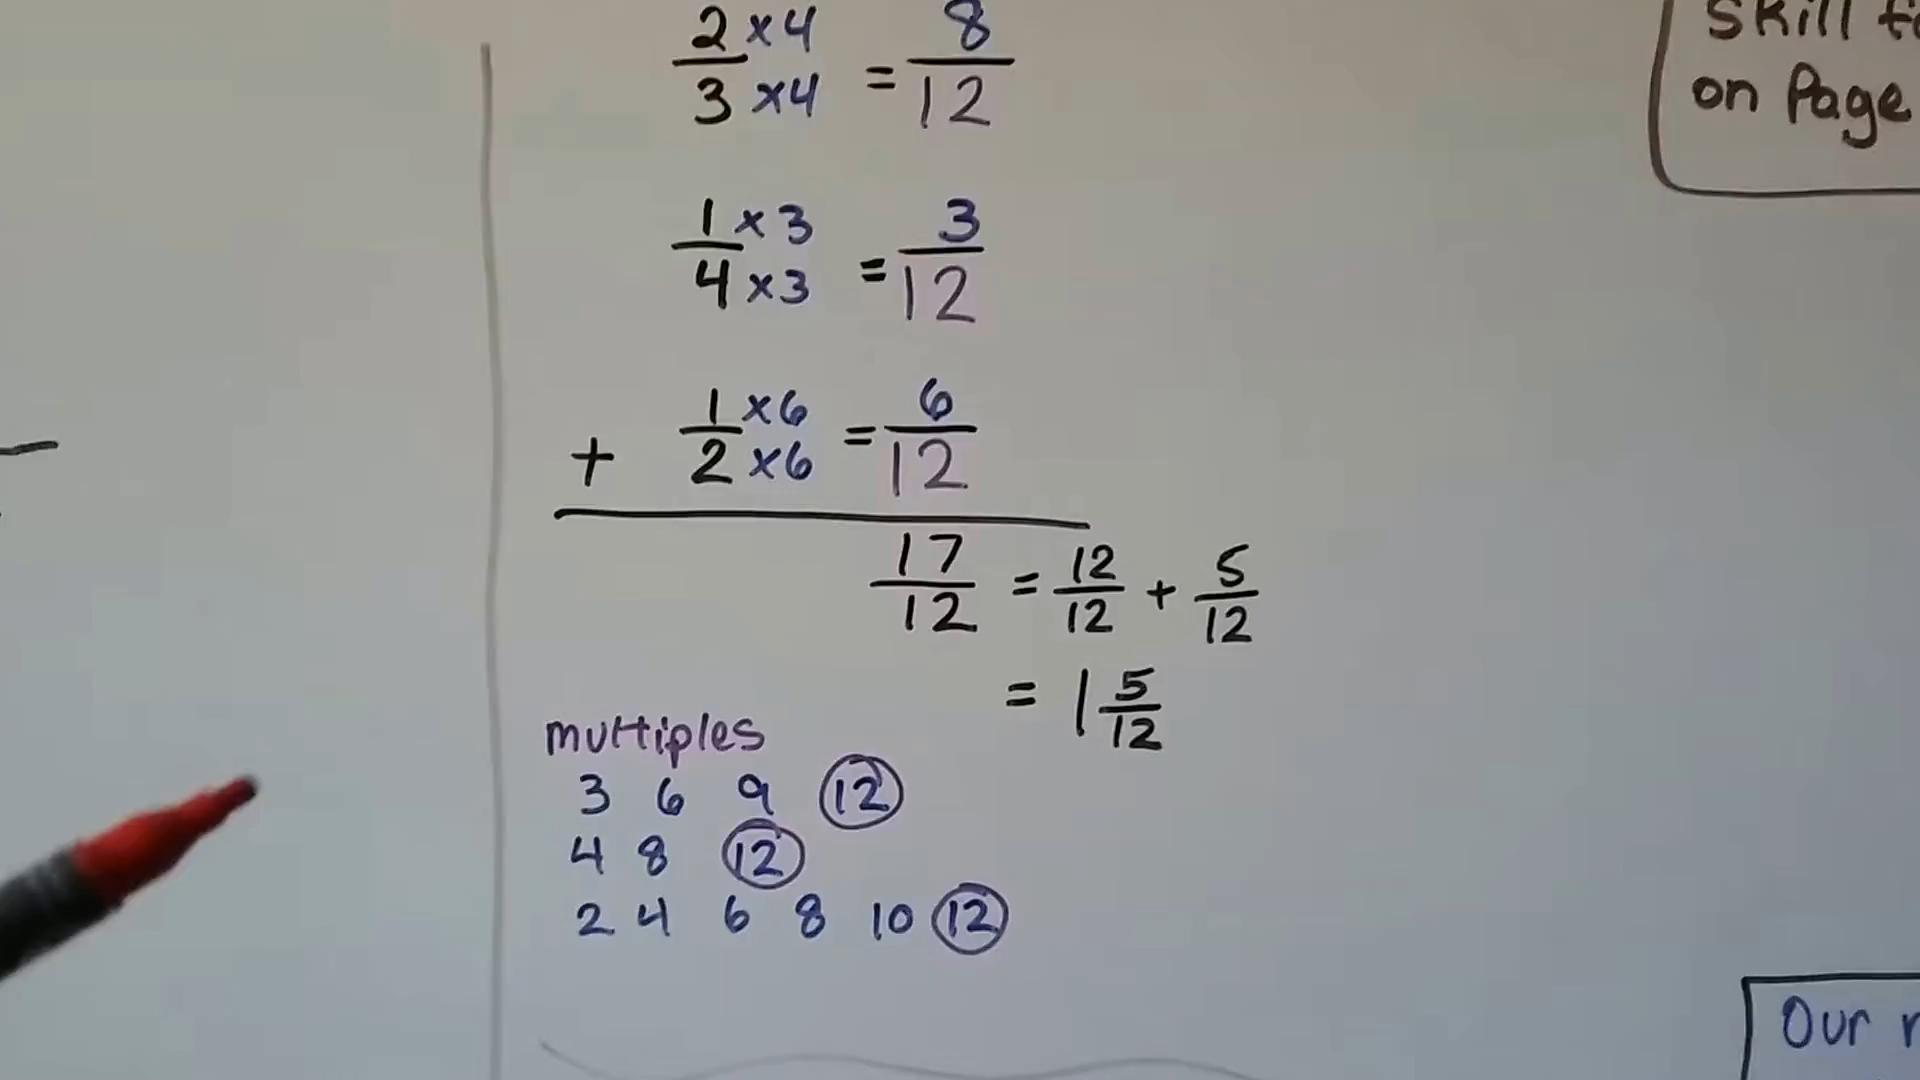 2/3 ×4/×4 = 8/12
1/4 ×3/×3 = 3/12
+ 1/2 ×6/×6 = 6/12
17/12 = 12/12 + 5/12
= 1 5/12
multiples
3 6 9 12
4 8 12
2 4 6 8 10 12
Skill
on Page
Our